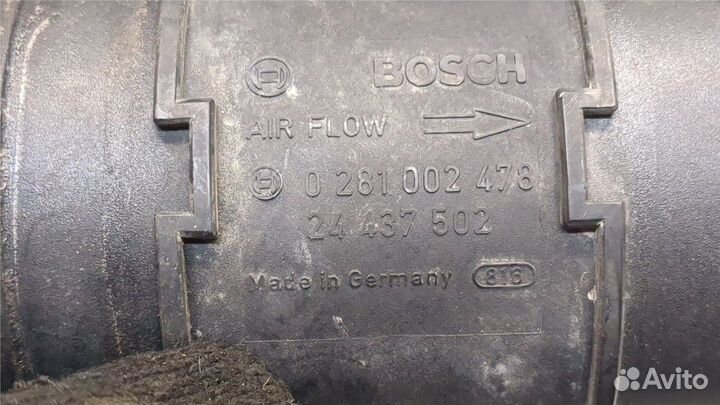 BOSCH
AIR FLOW
0 281 002 478
24 437 502
Made in Germany 816
Avito